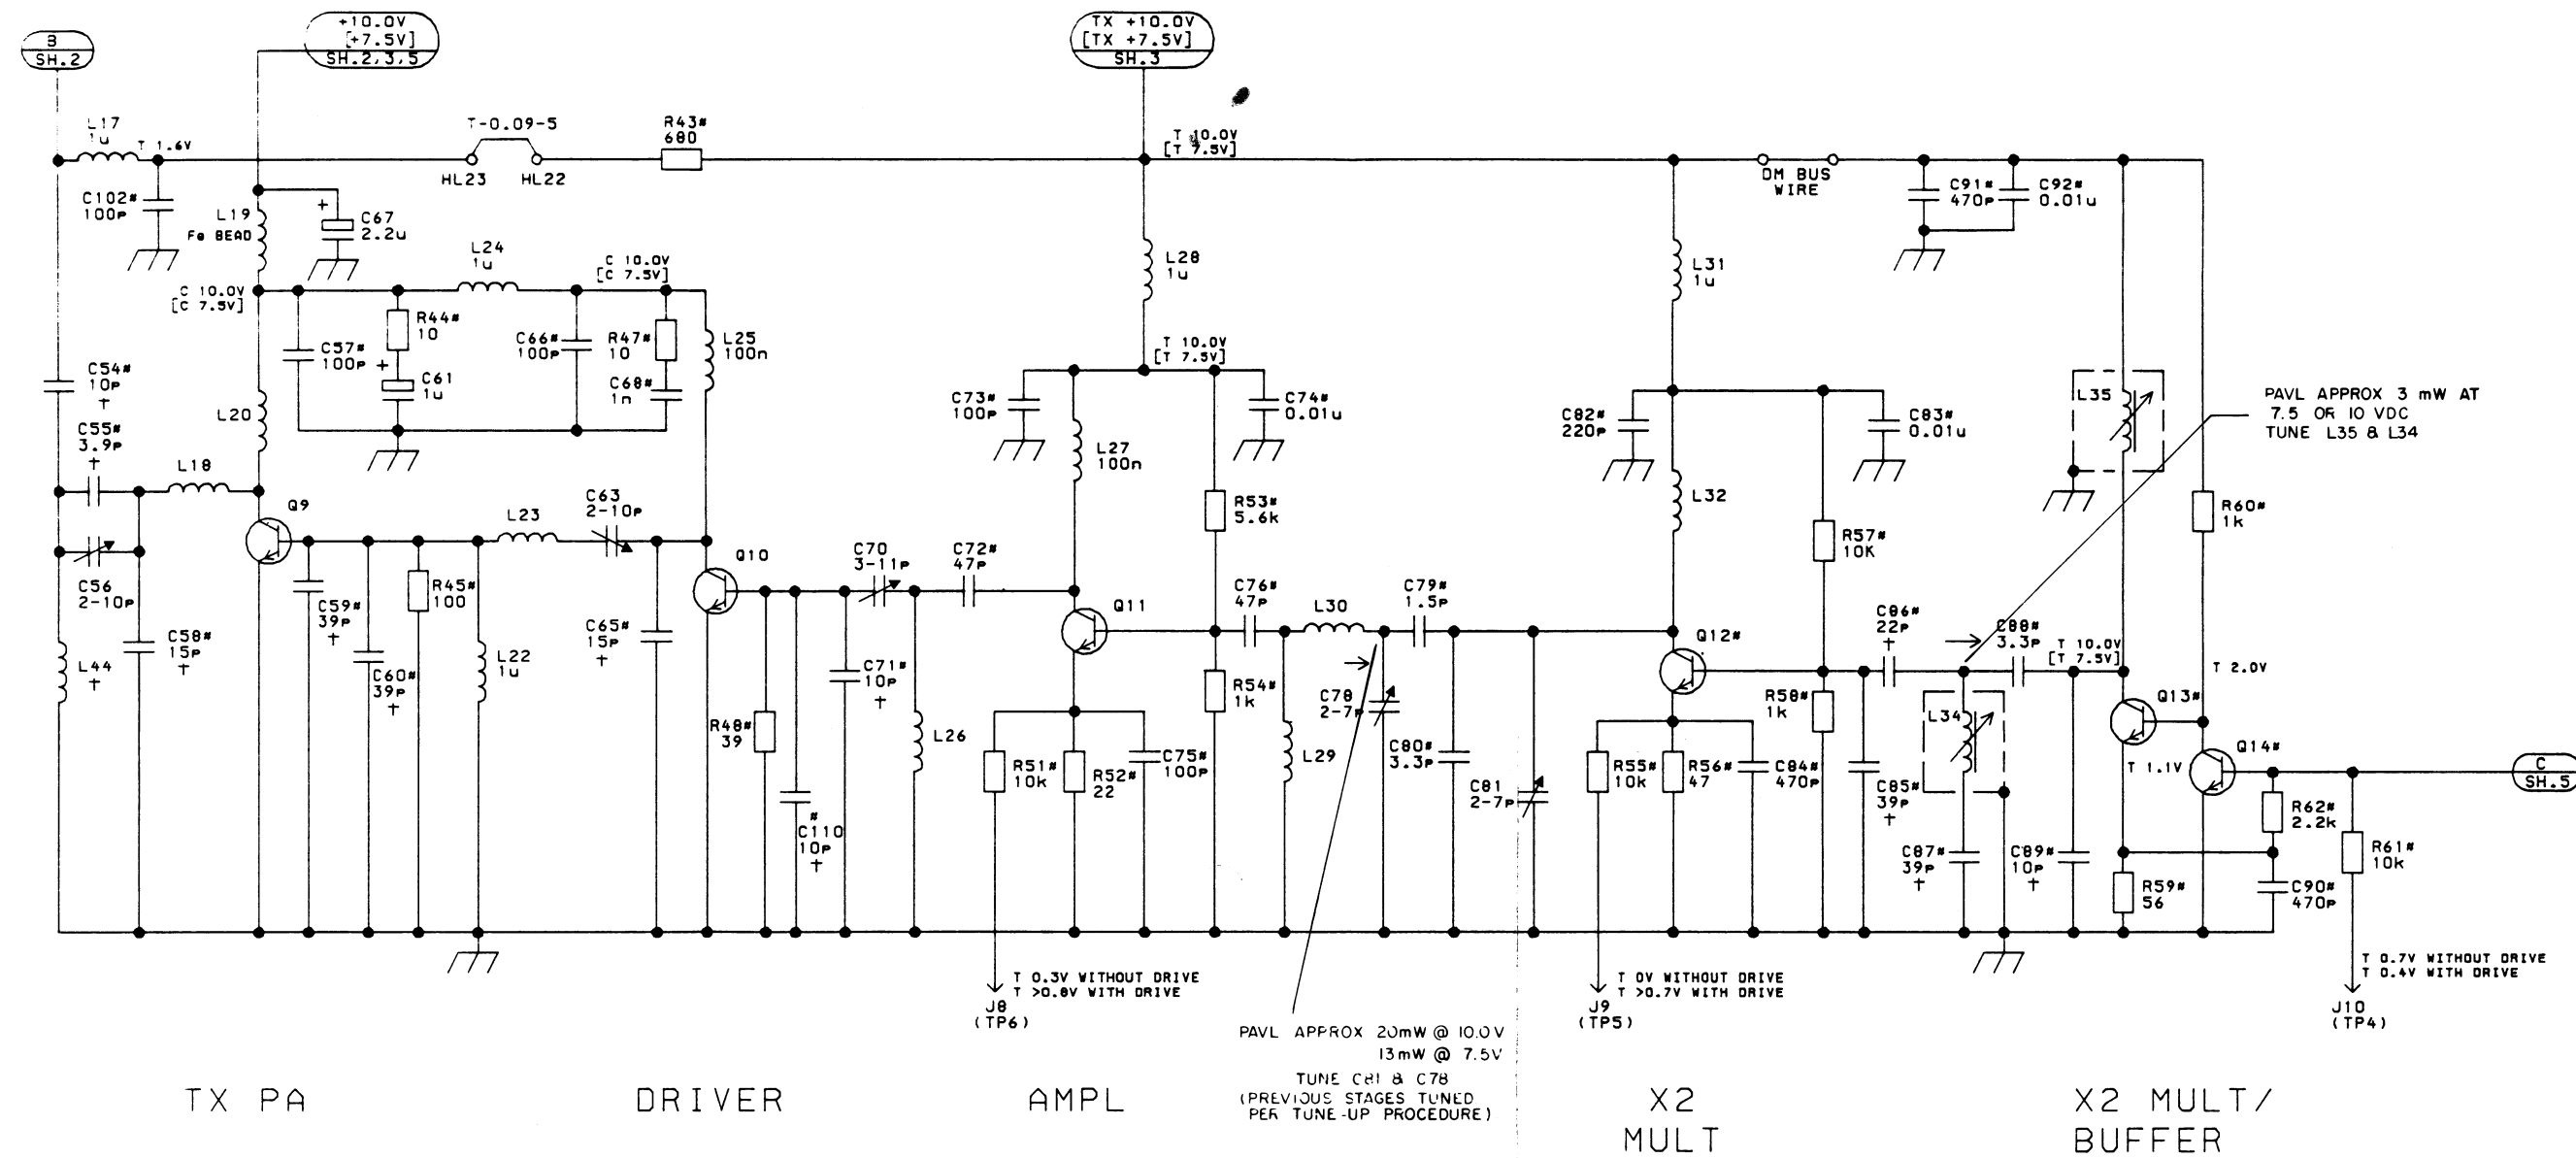 B
SH.2
+10.0V
[+7.5V]
SH.2,3,5
TX +10.0V
[TX +7.5V]
SH.3
L17
1u
T 1.6V
T-0.09-5
HL23
HL22
R43#
680
T 10.0V
[T 7.5V]
DM BUS
WIRE
C91#
470p
C92#
0.01u
C102#
100p
L19
Fe BEAD
+
C67
2.2u
L24
1u
C 10.0V
[C 7.5V]
C 10.0V
[C 7.5V]
L28
1u
L31
1u
C57#
100p
R44#
10
+
C61
1u
C66#
100p
R47#
10
C68#
1n
L25
100n
T 10.0V
[T 7.5V]
C54#
10p
†
L20
C55#
3.9p
†
L18
C73#
100p
C74#
0.01u
L27
100n
R53#
5.6k
C82#
220p
C83#
0.01u
L32
R57#
10K
L35
PAVL APPROX 3 mW AT
7.5 OR 10 VDC
TUNE L35 & L34
R60#
1k
Q9
L23
C63
2-10p
Q10
C70
3-11p
C72#
47p
Q11
C76#
47p
L30
C79#
1.5p
Q12#
C86#
22p
†
C88#
3.3p
T 10.0V
[T 7.5V]
T 2.0V
Q13#
Q14#
T 1.1V
C
SH.5
C56
2-10p
C58#
15p
†
L44
†
C59#
39p
†
C60#
39p
†
R45#
100
L22
1u
C65#
15p
†
R48#
39
#
C110
10p
†
C71#
10p
†
L26
R51#
10k
R52#
22
C75#
100p
R54#
1k
L29
C78
2-7p
C80#
3.3p
C81
2-7p
R55#
10k
R56#
47
C84#
470p
R58#
1k
C85#
39p
†
L34
C87#
39p
†
C89#
10p
†
R59#
56
R62#
2.2k
C90#
470p
R61#
10k
T 0.3V WITHOUT DRIVE
T >0.8V WITH DRIVE
J8
(TP6)
T 0V WITHOUT DRIVE
T >0.7V WITH DRIVE
J9
(TP5)
T 0.7V WITHOUT DRIVE
T 0.4V WITH DRIVE
J10
(TP4)
PAVL APPROX 20mW @ 10.0V
13mW @ 7.5V
TUNE C81 & C78
(PREVIOUS STAGES TUNED
PER TUNE-UP PROCEDURE)
TX PA
DRIVER
AMPL
X2
MULT
X2 MULT/
BUFFER